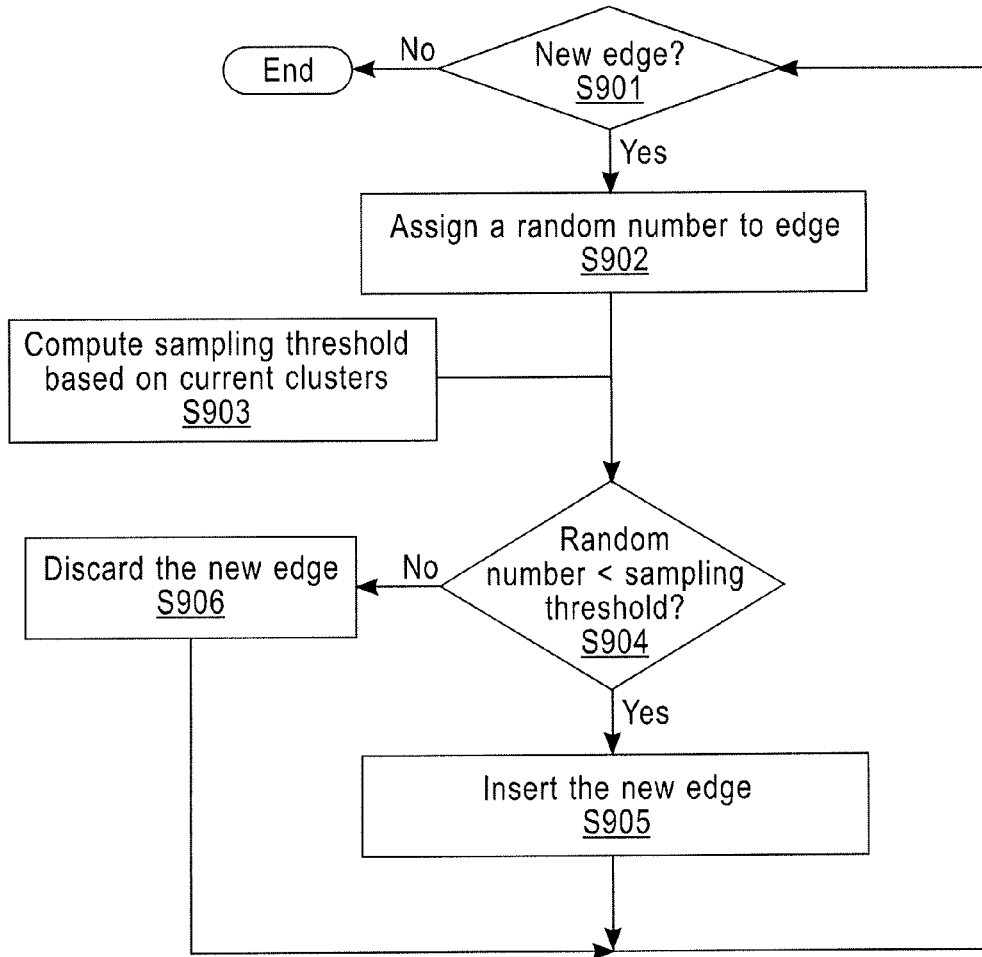 No
End
New edge?
S901
Yes
Assign a random number to edge
S902
Compute sampling threshold
based on current clusters
S903
Random
number < sampling
threshold?
S904
No
Discard the new edge
S906
Yes
Insert the new edge
S905